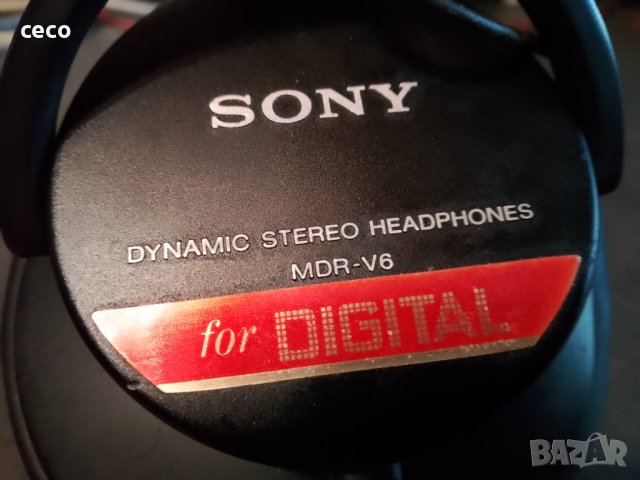 ceco
SONY
DYNAMIC STEREO HEADPHONES
MDR-V6
for DIGITAL
BAZAR